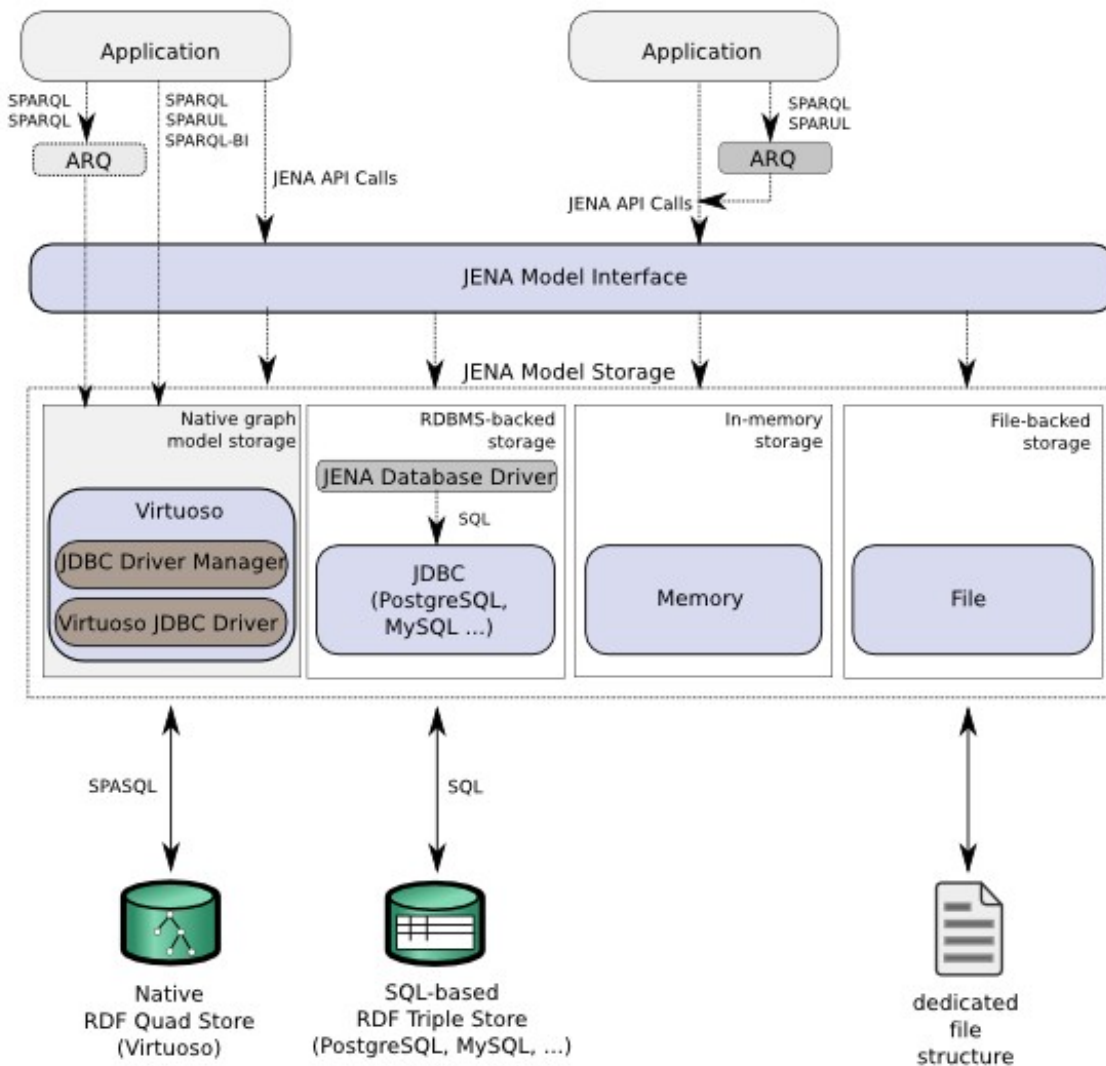 Application
Application
SPARQL
SPARQL
SPARQL
SPARUL
SPARQL-BI
SPARQL
SPARUL
ARQ
ARQ
JENA API Calls
JENA API Calls
JENA Model Interface
JENA Model Storage
Native graph
model storage
Virtuoso
JDBC Driver Manager
Virtuoso JDBC Driver
RDBMS-backed
storage
JENA Database Driver
SQL
JDBC
(PostgreSQL,
MySQL ...)
In-memory
storage
Memory
File-backed
storage
File
SPASQL
SQL
Native
RDF Quad Store
(Virtuoso)
SQL-based
RDF Triple Store
(PostgreSQL, MySQL, ...)
dedicated
file
structure